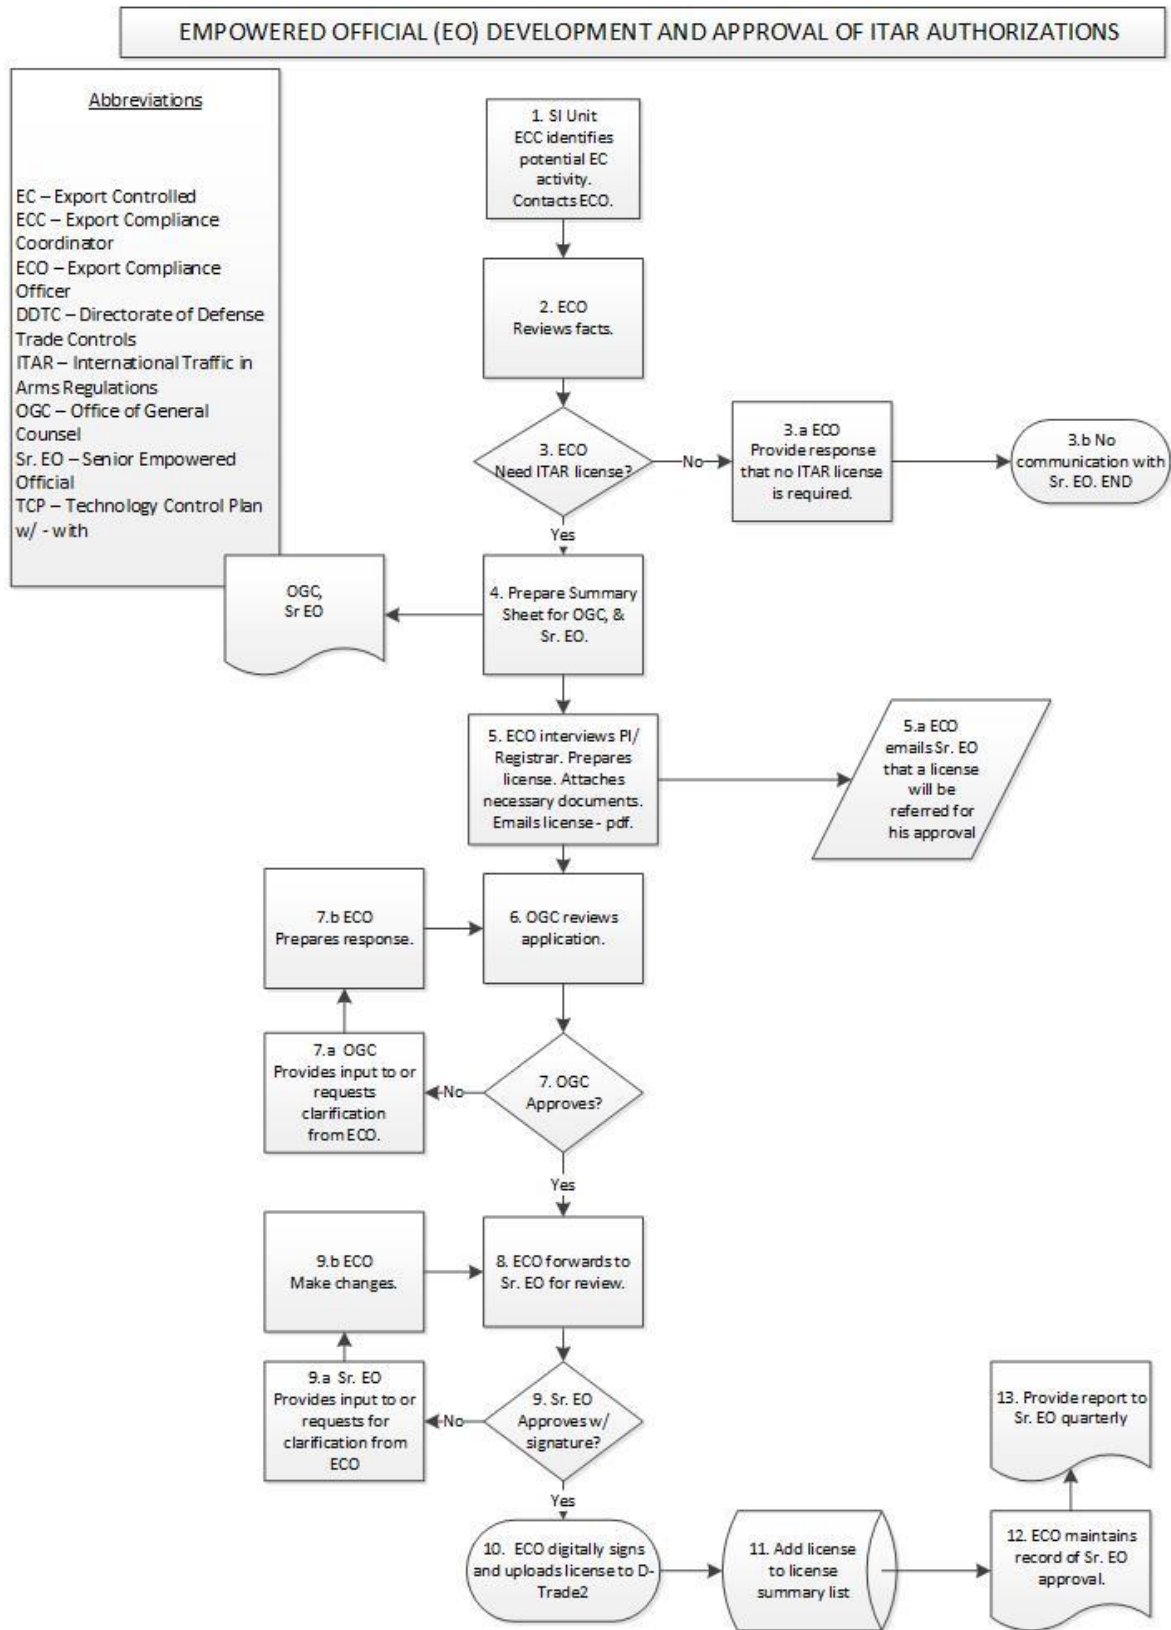 EMPOWERED OFFICIAL (EO) DEVELOPMENT AND APPROVAL OF ITAR AUTHORIZATIONS
Abbreviations
EC – Export Controlled
ECC – Export Compliance
Coordinator
ECO – Export Compliance
Officer
DDTC – Directorate of Defense
Trade Controls
ITAR – International Traffic in
Arms Regulations
OGC – Office of General
Counsel
Sr. EO – Senior Empowered
Official
TCP – Technology Control Plan
w/ - with
1. SI Unit
ECC identifies
potential EC
activity.
Contacts ECO.
2. ECO
Reviews facts.
3. ECO
Need ITAR license?
No
3.a ECO
Provide response
that no ITAR license
is required.
3.b No
communication with
Sr. EO. END
Yes
4. Prepare Summary
Sheet for OGC, &
Sr. EO.
OGC,
Sr EO
5. ECO interviews PI/
Registrar. Prepares
license. Attaches
necessary documents.
Emails license - pdf.
5.a ECO
emails Sr. EO
that a license
will be
referred for
his approval
6. OGC reviews
application.
7. OGC
Approves?
No
7.a OGC
Provides input to or
requests
clarification
from ECO.
7.b ECO
Prepares response.
Yes
8. ECO forwards to
Sr. EO for review.
9. Sr. EO
Approves w/
signature?
No
9.a Sr. EO
Provides input to or
requests for
clarification from
ECO
9.b ECO
Make changes.
Yes
10. ECO digitally signs
and uploads license to D-
Trade2
11. Add license
to license
summary list
12. ECO maintains
record of Sr. EO
approval.
13. Provide report to
Sr. EO quarterly